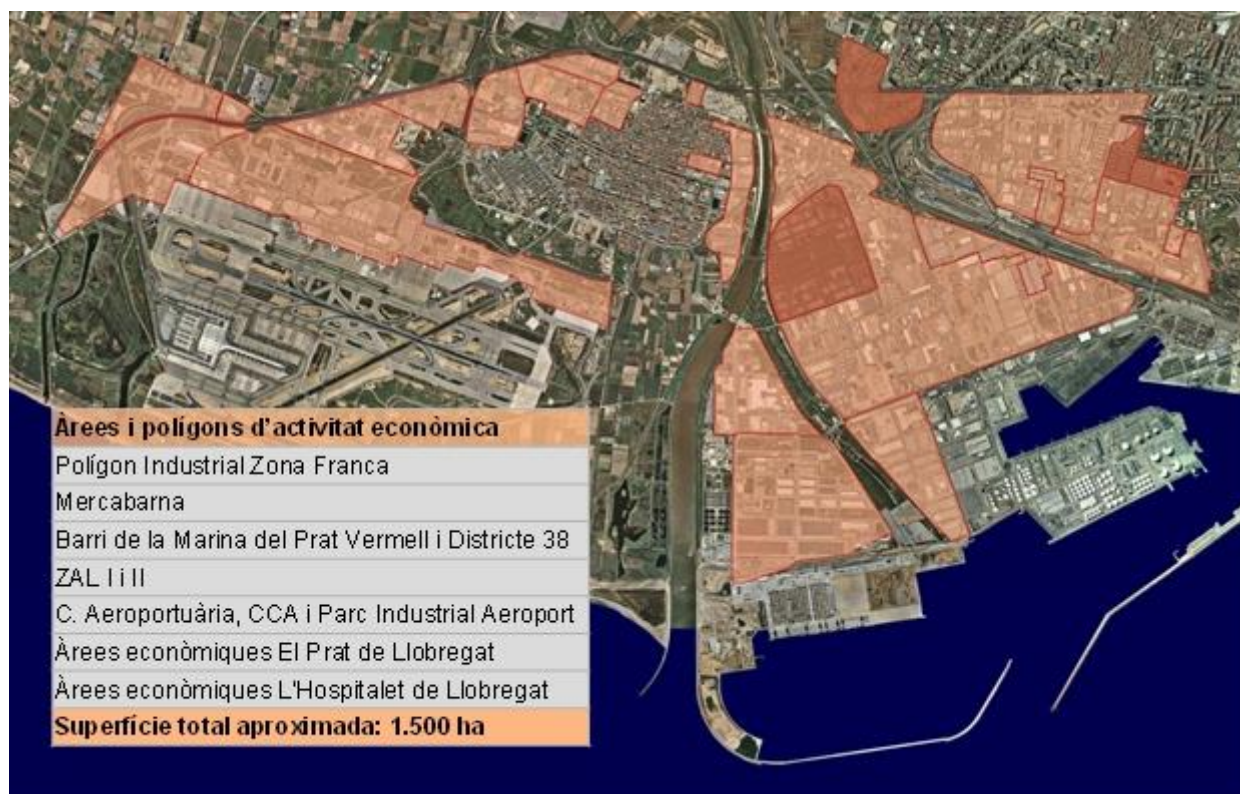 Àrees i polígons d'activitat econòmica
Polígon Industrial Zona Franca
Mercabarna
Barri de la Marina del Prat Vermell i Districte 38
ZAL I i II
C. Aeroportuària, CCA i Parc Industrial Aeroport
Àrees econòmiques El Prat de Llobregat
Àrees econòmiques L'Hospitalet de Llobregat
Superfície total aproximada: 1.500 ha